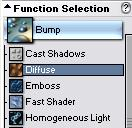 Function Selection
Bump
Cast Shadows
Diffuse
Emboss
Fast Shader
Homogeneous Light